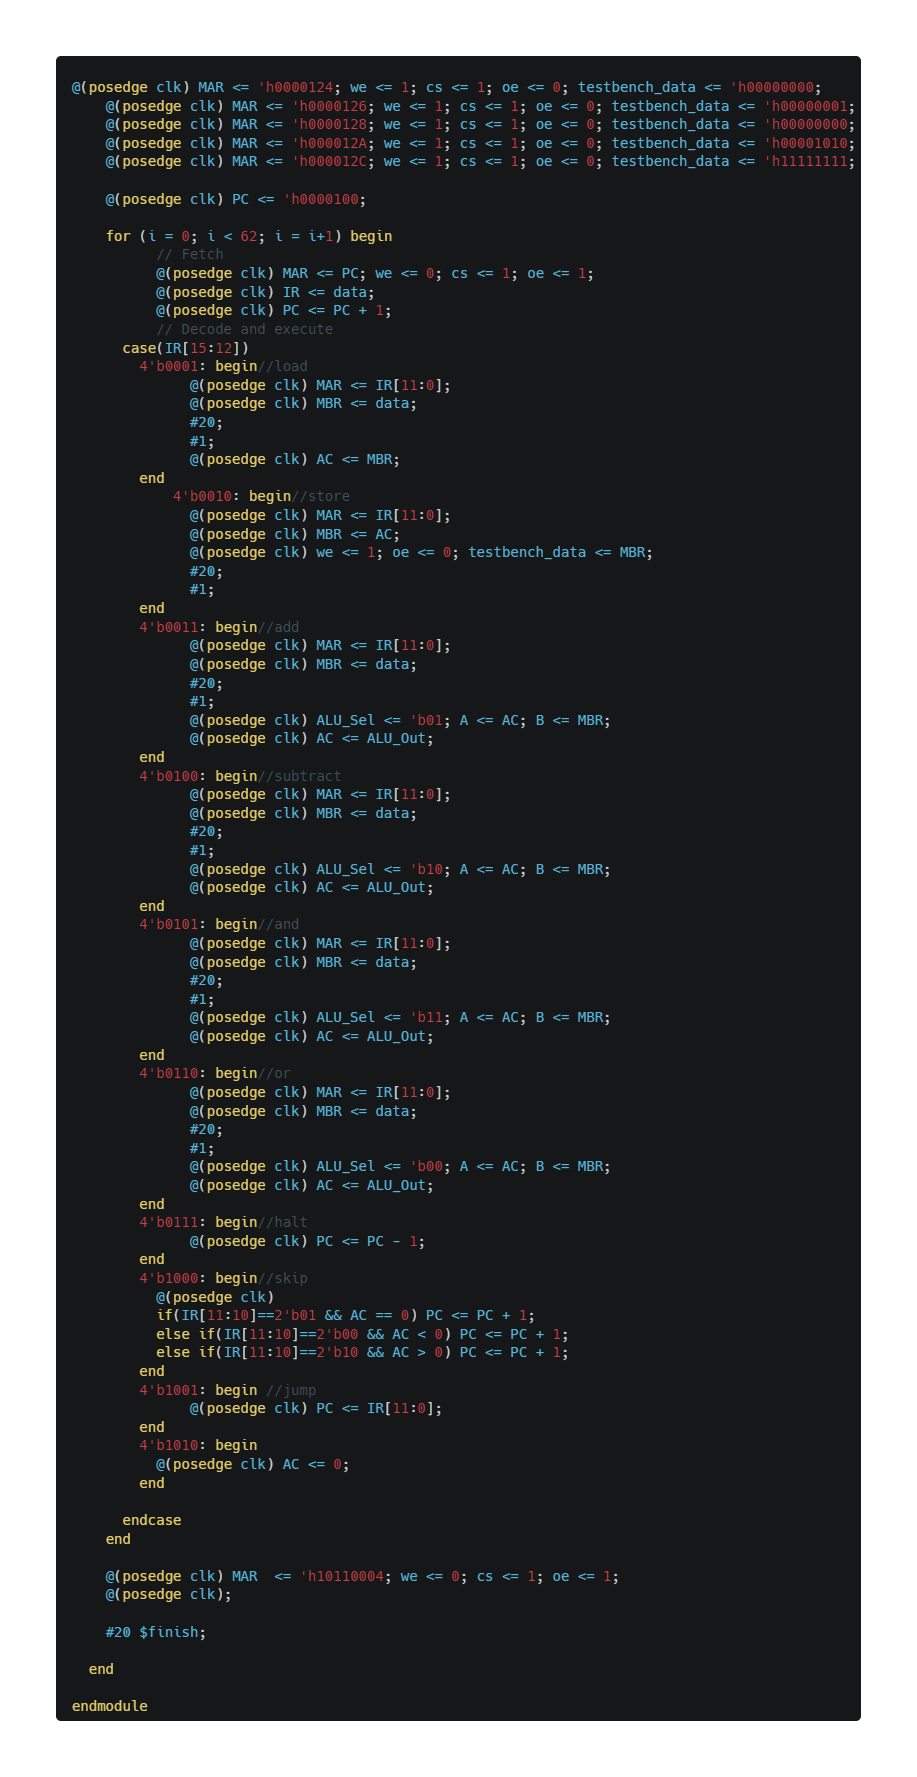 @(posedge clk) MAR <= 'h0000124; we <= 1; cs <= 1; oe <= 0; testbench_data <= 'h00000000;
@(posedge clk) MAR <= 'h0000126; we <= 1; cs <= 1; oe <= 0; testbench_data <= 'h00000001;
@(posedge clk) MAR <= 'h0000128; we <= 1; cs <= 1; oe <= 0; testbench_data <= 'h00000000;
@(posedge clk) MAR <= 'h000012A; we <= 1; cs <= 1; oe <= 0; testbench_data <= 'h00001010;
@(posedge clk) MAR <= 'h000012C; we <= 1; cs <= 1; oe <= 0; testbench_data <= 'h11111111;
@(posedge clk) PC <= 'h0000100;
for (i = 0; i < 62; i = i+1) begin
// Fetch
@(posedge clk) MAR <= PC; we <= 0; cs <= 1; oe <= 1;
@(posedge clk) IR <= data;
@(posedge clk) PC <= PC + 1;
// Decode and execute
case(IR[15:12])
4'b0001: begin//load
@(posedge clk) MAR <= IR[11:0];
@(posedge clk) MBR <= data;
#20;
#1;
@(posedge clk) AC <= MBR;
end
4'b0010: begin//store
@(posedge clk) MAR <= IR[11:0];
@(posedge clk) MBR <= AC;
@(posedge clk) we <= 1; oe <= 0; testbench_data <= MBR;
#20;
#1;
end
4'b0011: begin//add
@(posedge clk) MAR <= IR[11:0];
@(posedge clk) MBR <= data;
#20;
#1;
@(posedge clk) ALU_Sel <= 'b01; A <= AC; B <= MBR;
@(posedge clk) AC <= ALU_Out;
end
4'b0100: begin//subtract
@(posedge clk) MAR <= IR[11:0];
@(posedge clk) MBR <= data;
#20;
#1;
@(posedge clk) ALU_Sel <= 'b10; A <= AC; B <= MBR;
@(posedge clk) AC <= ALU_Out;
end
4'b0101: begin//and
@(posedge clk) MAR <= IR[11:0];
@(posedge clk) MBR <= data;
#20;
#1;
@(posedge clk) ALU_Sel <= 'b11; A <= AC; B <= MBR;
@(posedge clk) AC <= ALU_Out;
end
4'b0110: begin//or
@(posedge clk) MAR <= IR[11:0];
@(posedge clk) MBR <= data;
#20;
#1;
@(posedge clk) ALU_Sel <= 'b00; A <= AC; B <= MBR;
@(posedge clk) AC <= ALU_Out;
end
4'b0111: begin//halt
@(posedge clk) PC <= PC - 1;
end
4'b1000: begin//skip
@(posedge clk)
if(IR[11:10]==2'b01 && AC == 0) PC <= PC + 1;
else if(IR[11:10]==2'b00 && AC < 0) PC <= PC + 1;
else if(IR[11:10]==2'b10 && AC > 0) PC <= PC + 1;
end
4'b1001: begin //jump
@(posedge clk) PC <= IR[11:0];
end
4'b1010: begin
@(posedge clk) AC <= 0;
end
endcase
end
@(posedge clk) MAR  <= 'h10110004; we <= 0; cs <= 1; oe <= 1;
@(posedge clk);
#20 $finish;
end
endmodule